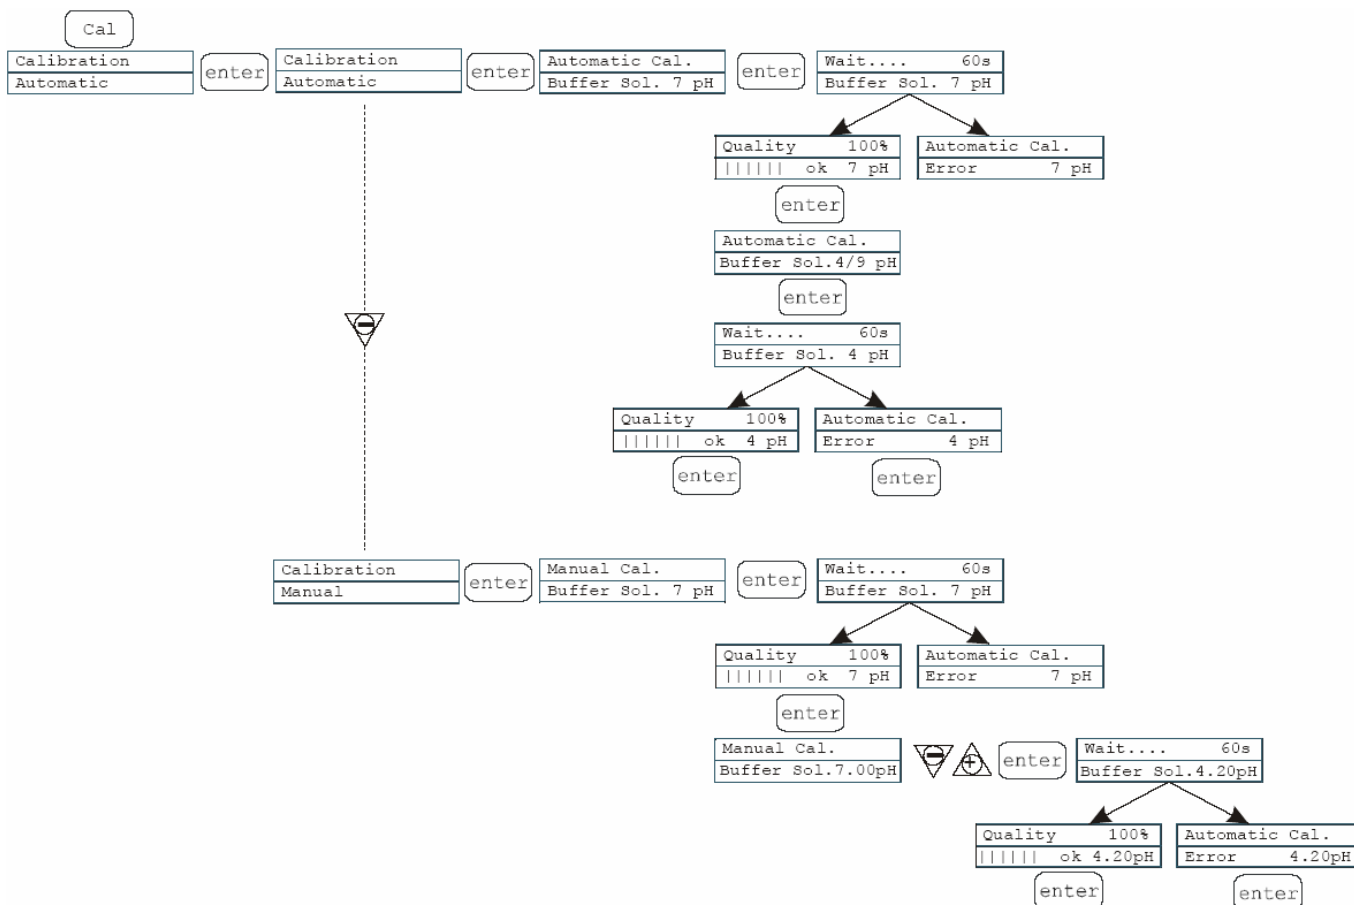 Cal
Calibration
Automatic
enter
Calibration
Automatic
enter
Automatic Cal.
Buffer Sol. 7 pH
enter
Wait.... 60s
Buffer Sol. 7 pH
Quality 100%
|||||| ok 7 pH
Automatic Cal.
Error 7 pH
enter
Automatic Cal.
Buffer Sol.4/9 pH
enter
Wait.... 60s
Buffer Sol. 4 pH
Quality 100%
|||||| ok 4 pH
Automatic Cal.
Error 4 pH
enter
enter
Calibration
Manual
enter
Manual Cal.
Buffer Sol. 7 pH
enter
Wait.... 60s
Buffer Sol. 7 pH
Quality 100%
|||||| ok 7 pH
Automatic Cal.
Error 7 pH
enter
Manual Cal.
Buffer Sol.7.00pH
enter
Wait.... 60s
Buffer Sol.4.20pH
Quality 100%
|||||| ok 4.20pH
Automatic Cal.
Error 4.20pH
enter
enter